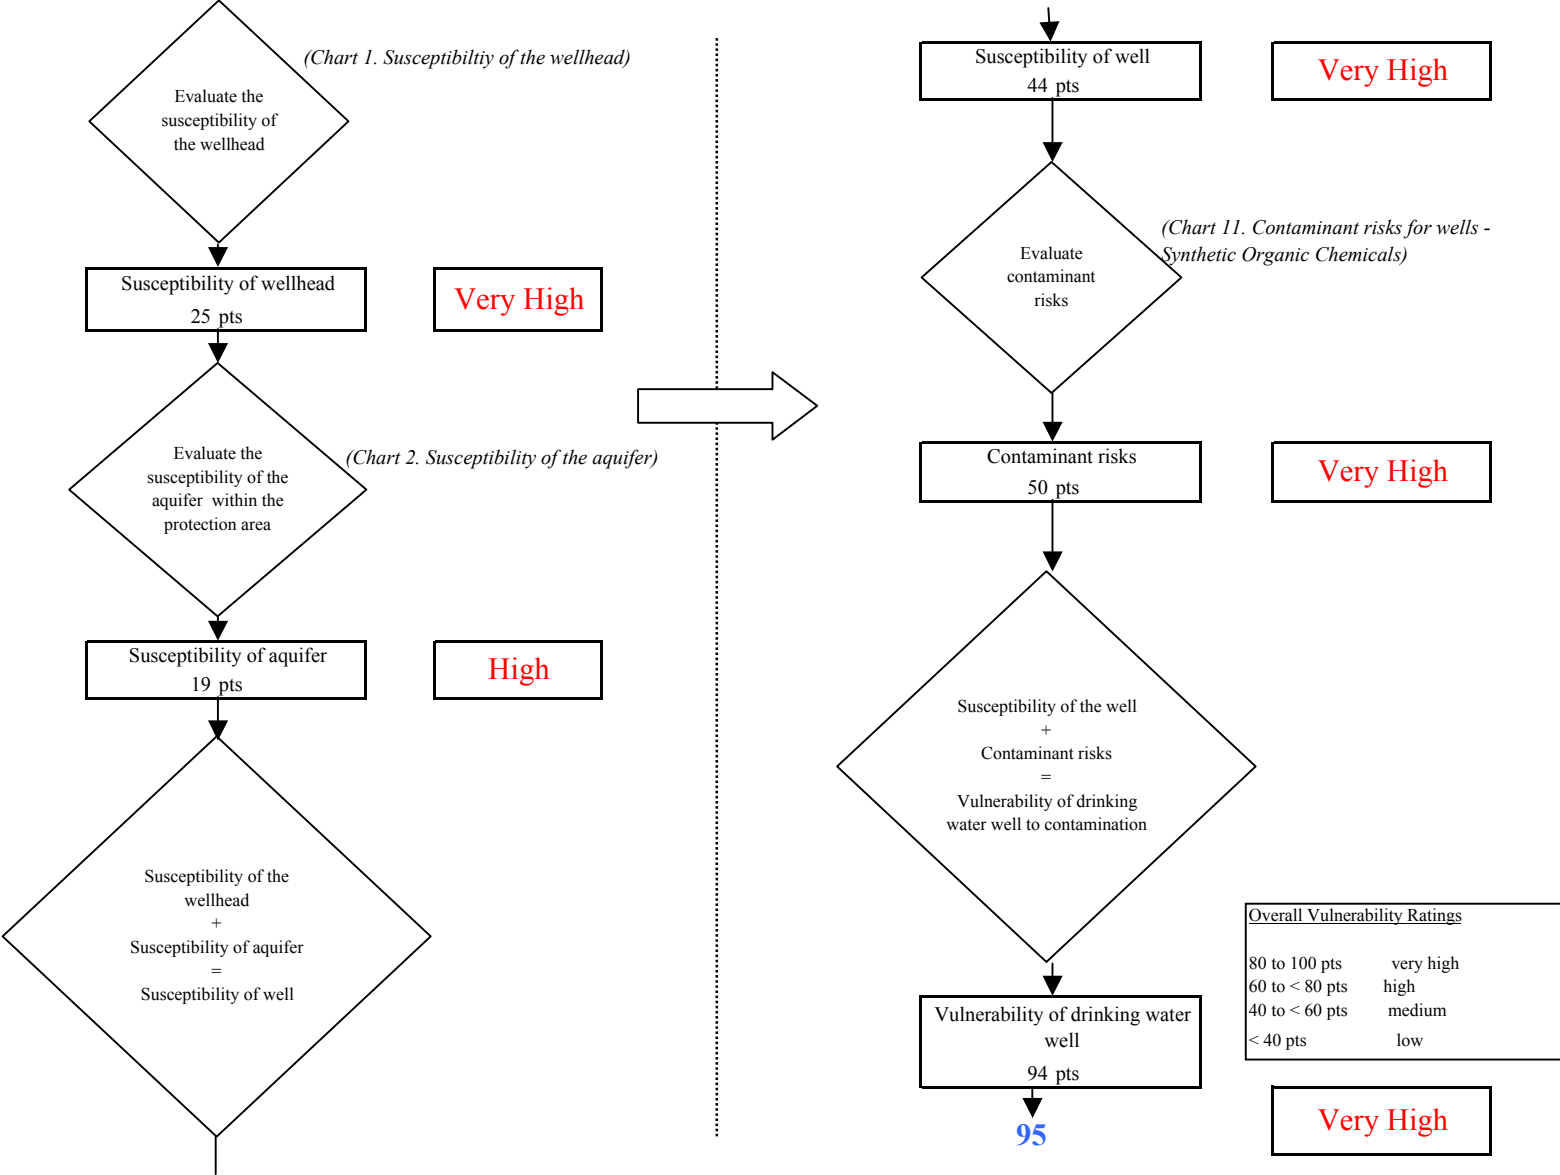 (Chart 1. Susceptibiltiy of the wellhead)
Evaluate the
susceptibility of
the wellhead
Susceptibility of wellhead
25 pts
Very High
Evaluate the
susceptibility of the
aquifer within the
protection area
(Chart 2. Susceptibility of the aquifer)
Susceptibility of aquifer
19 pts
High
Susceptibility of the
wellhead
+
Susceptibility of aquifer
=
Susceptibility of well
Susceptibility of well
44 pts
Very High
(Chart 11. Contaminant risks for wells -
Synthetic Organic Chemicals)
Evaluate
contaminant
risks
Contaminant risks
50 pts
Very High
Susceptibility of the well
+
Contaminant risks
=
Vulnerability of drinking
water well to contamination
Overall Vulnerability Ratings
80 to 100 pts very high
60 to < 80 pts high
40 to < 60 pts medium
< 40 pts low
Vulnerability of drinking water
well
94 pts
95
Very High